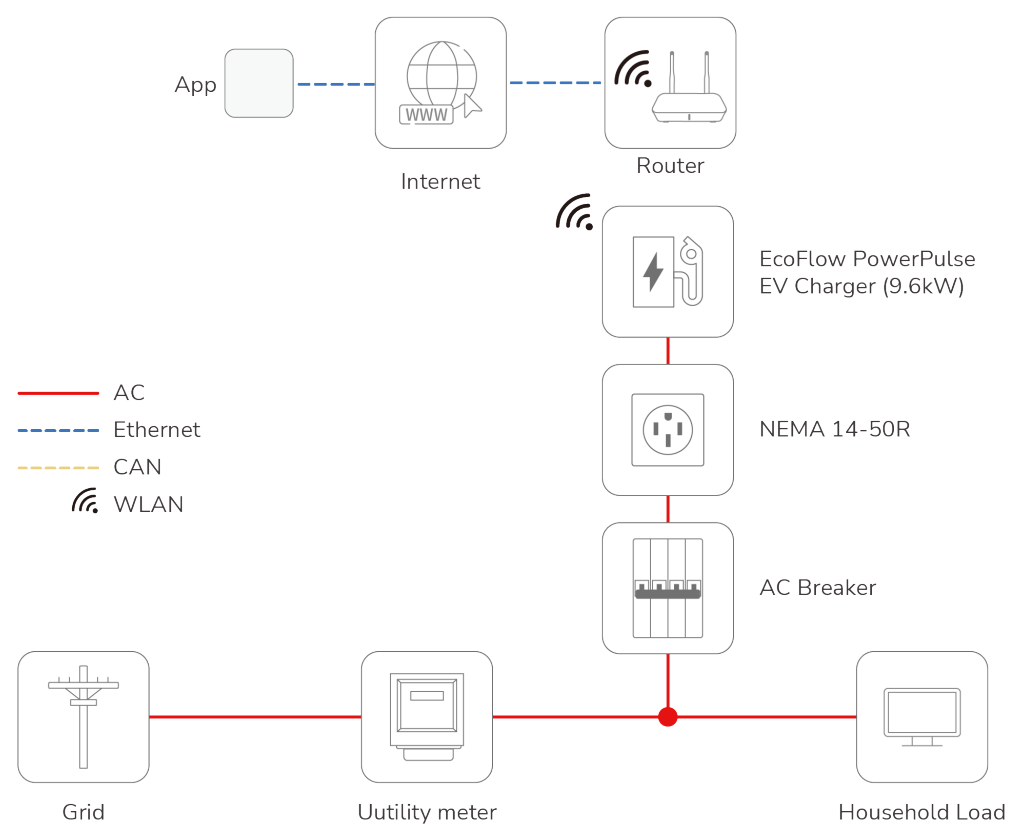 App
WWW
Internet
Router
EcoFlow PowerPulse
EV Charger (9.6kW)
AC
Ethernet
CAN
WLAN
NEMA 14-50R
AC Breaker
Grid
Uutility meter
Household Load